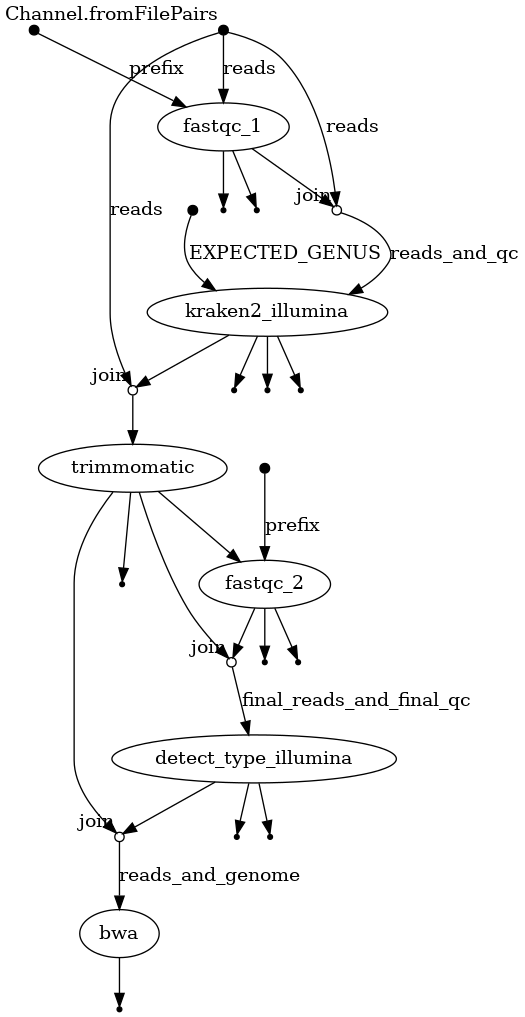 Channel.fromFilePairs
prefix
reads
fastqc_1
reads
join
reads
EXPECTED_GENUS
reads_and_qc
kraken2_illumina
join
trimmomatic
prefix
fastqc_2
join
final_reads_and_final_qc
detect_type_illumina
join
reads_and_genome
bwa